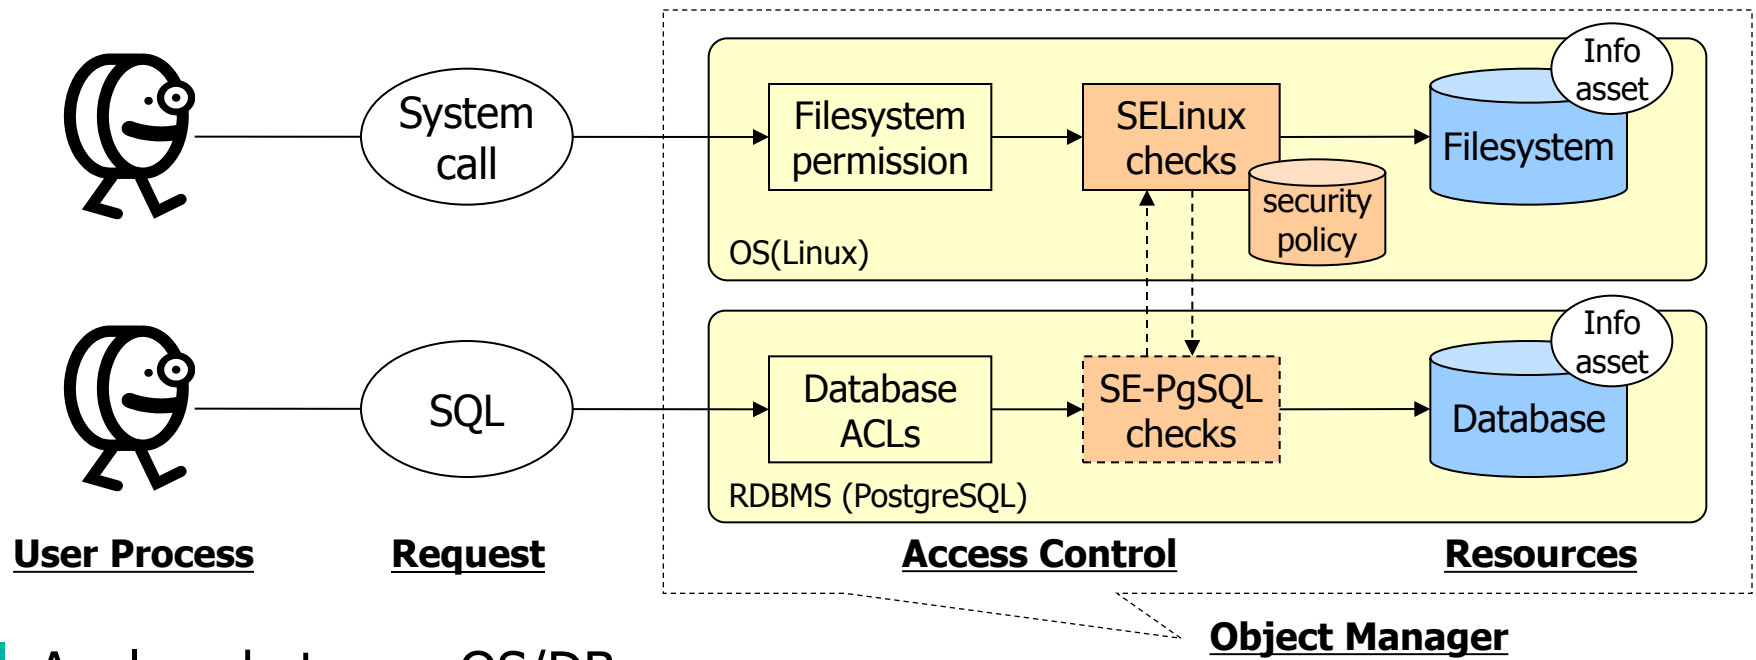 Info
asset
System
call
Filesystem
permission
SELinux
checks
Filesystem
security
policy
OS(Linux)
Info
asset
SQL
Database
ACLs
SE-PgSQL
checks
Database
RDBMS (PostgreSQL)
User Process
Request
Access Control
Resources
Object Manager